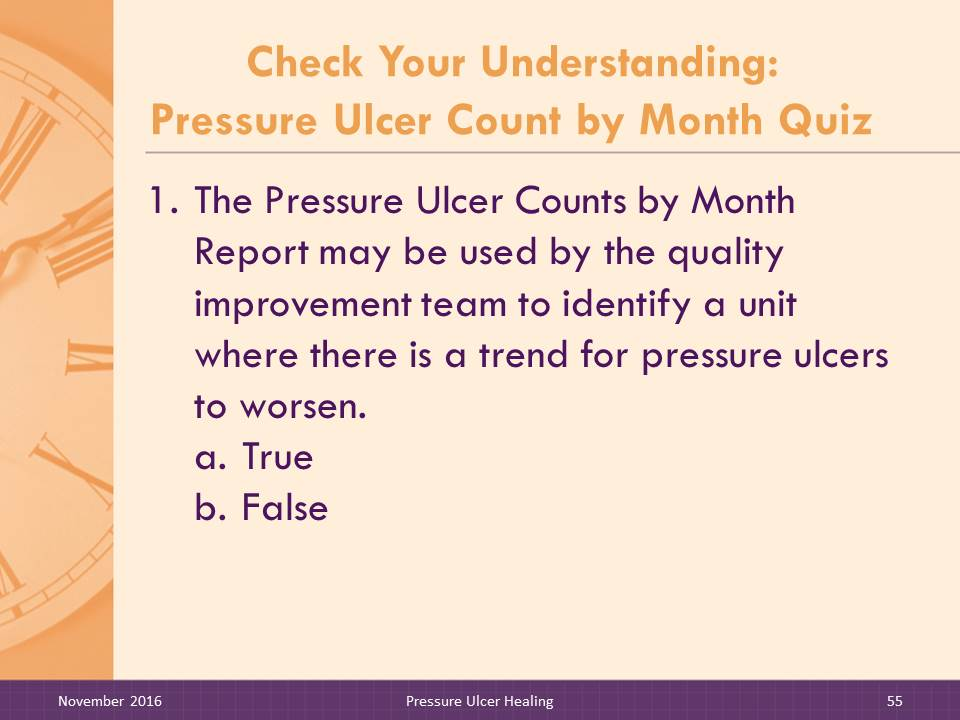 Check Your Understanding:
Pressure Ulcer Count by Month Quiz
1. The Pressure Ulcer Counts by Month
Report may be used by the quality
improvement team to identify a unit
where there is a trend for pressure ulcers
to worsen.
a. True
b. False
November 2016
Pressure Ulcer Healing
55